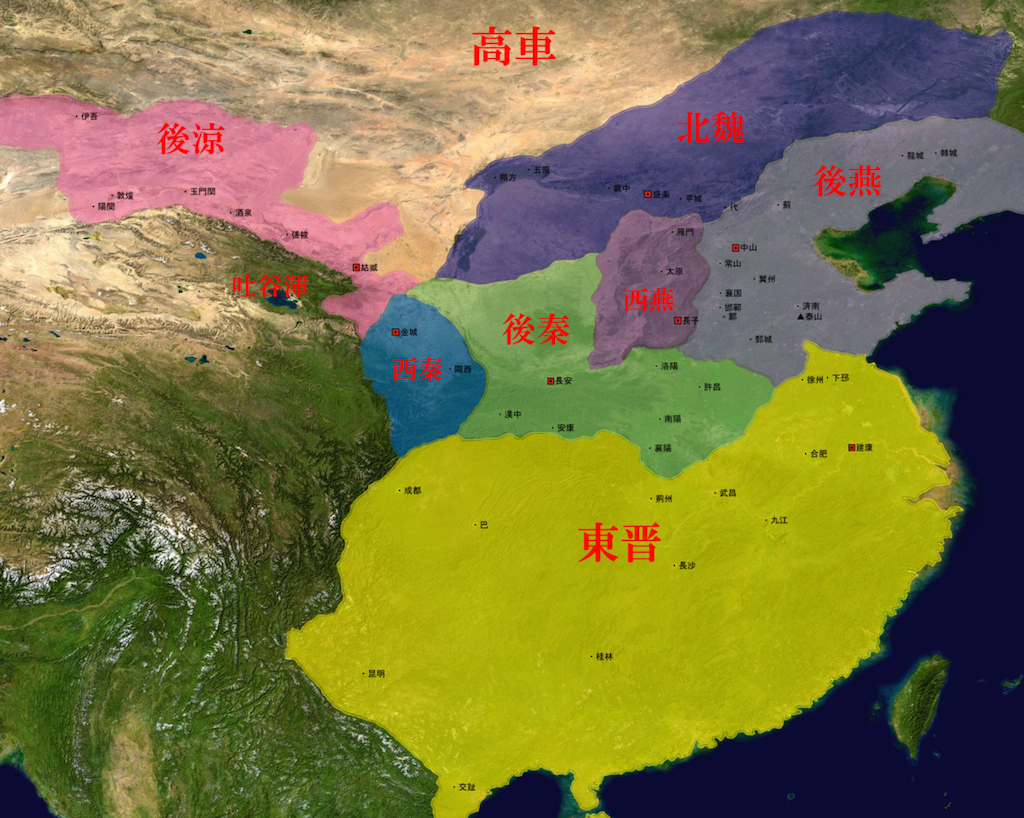 高車
伊吾
後涼
北魏
龍城
五原
朔方
雲中
盛楽
平城
代
薊
後燕
敦煌
玉門関
陽関
酒泉
張掖
雁門
中山
常山
太原
冀州
姑臧
吐谷渾
西燕
襄国
邯鄲
鄴
済南
泰山
長子
金城
後秦
鄄城
西秦
隴西
洛陽
長安
許昌
徐州
下邳
漢中
安康
南陽
襄陽
合肥
建康
成都
荊州
武昌
巴
九江
東晋
長沙
桂林
昆明
交趾